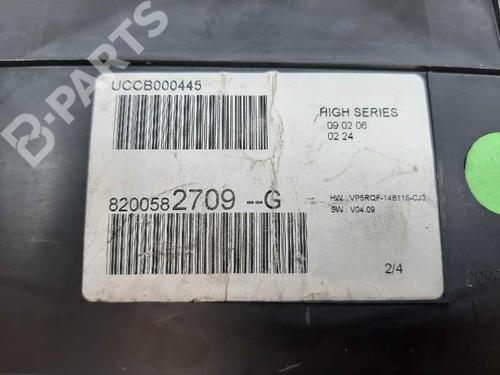 B-PARTS
UCCB000445
HIGH SERIES
09 02 06
02 24
8200582709 --G
HW : VP5RQF-14B115-CJ3
SW : V04.09
2/4